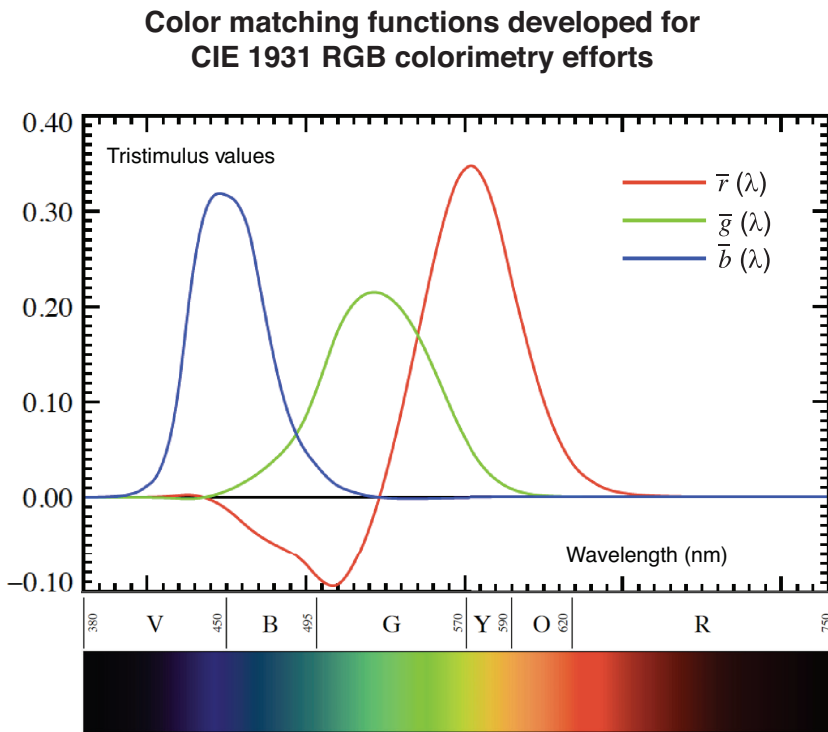 Color matching functions developed for
CIE 1931 RGB colorimetry efforts
0.40
Tristimulus values
r̅ (λ)
0.30
g̅ (λ)
b̅ (λ)
0.20
0.10
0.00
Wavelength (nm)
−0.10
380 V 450 B 495 G 570 Y 590 O 620 R 750